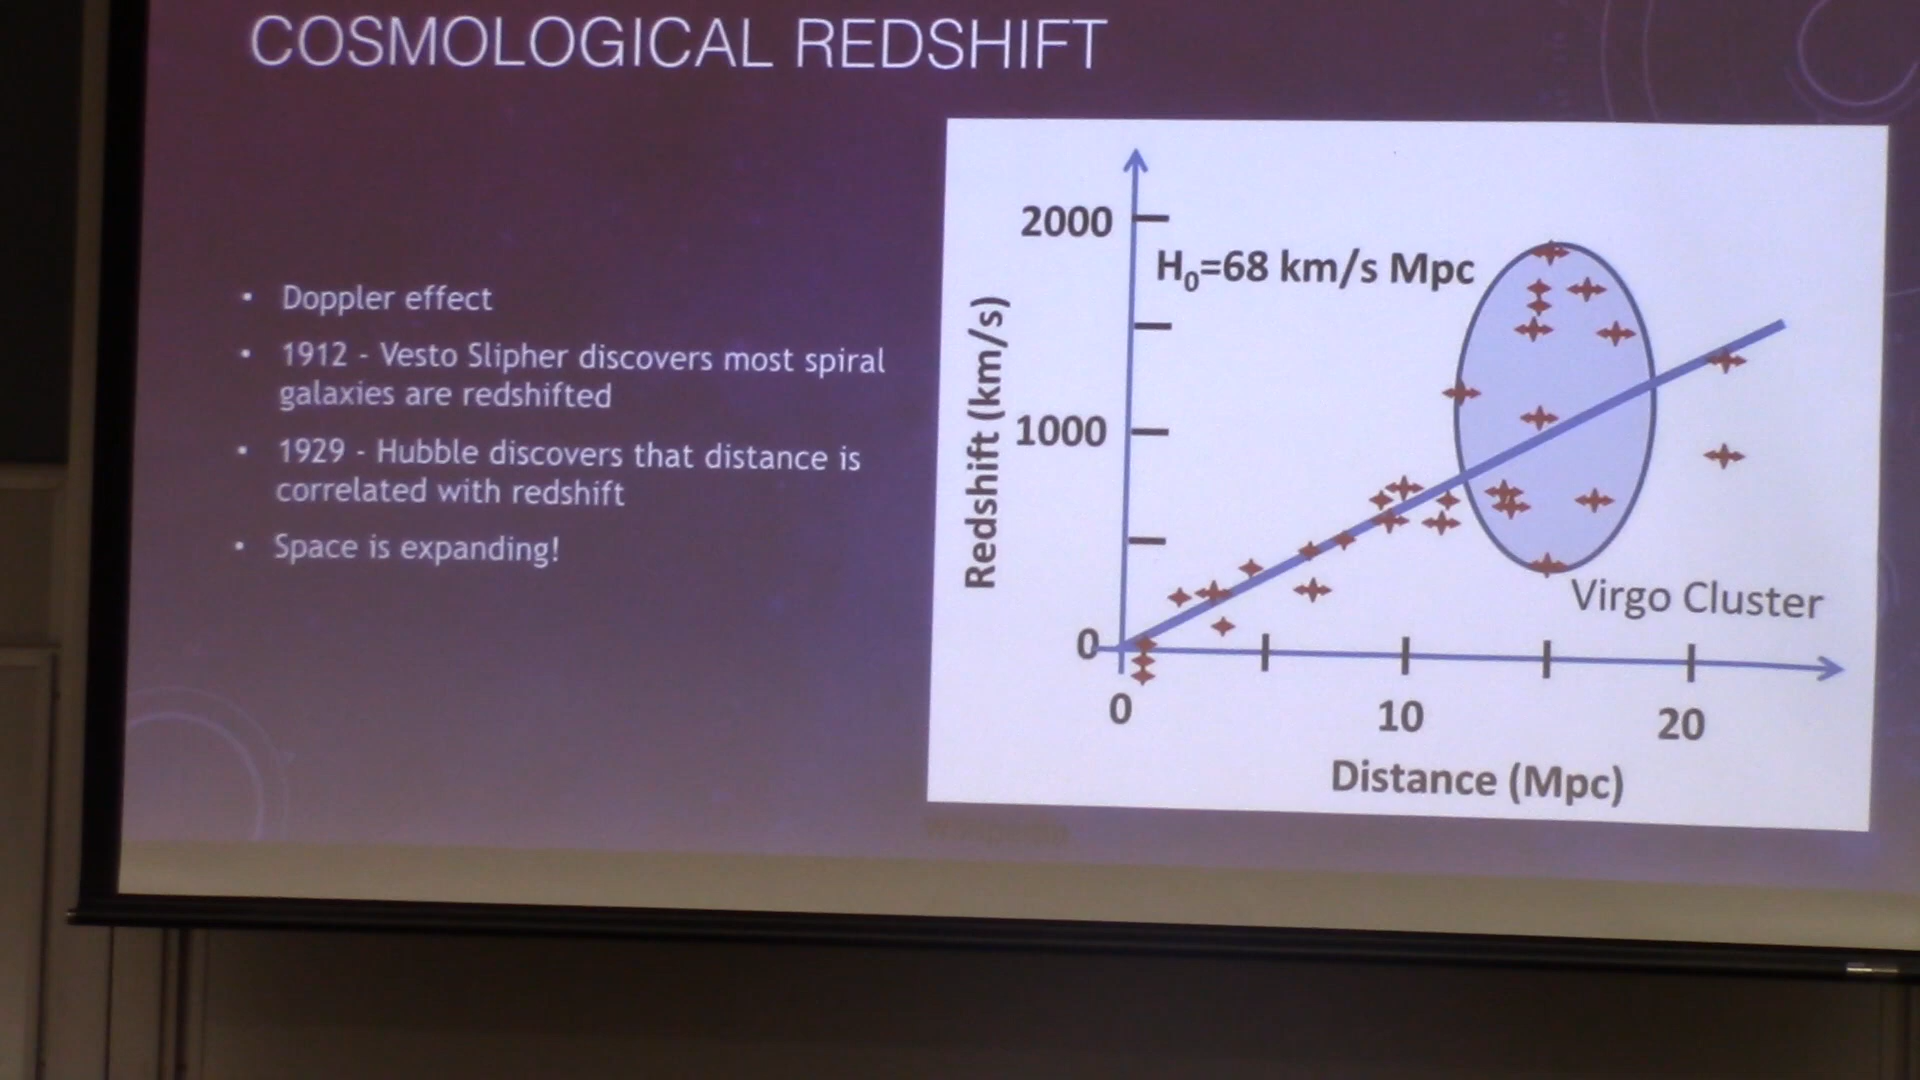 COSMOLOGICAL REDSHIFT
• Doppler effect
• 1912 - Vesto Slipher discovers most spiral
galaxies are redshifted
• 1929 - Hubble discovers that distance is
correlated with redshift
• Space is expanding!
2000
H₀=68 km/s Mpc
Redshift (km/s)
1000
Virgo Cluster
0
0 10 20
Distance (Mpc)